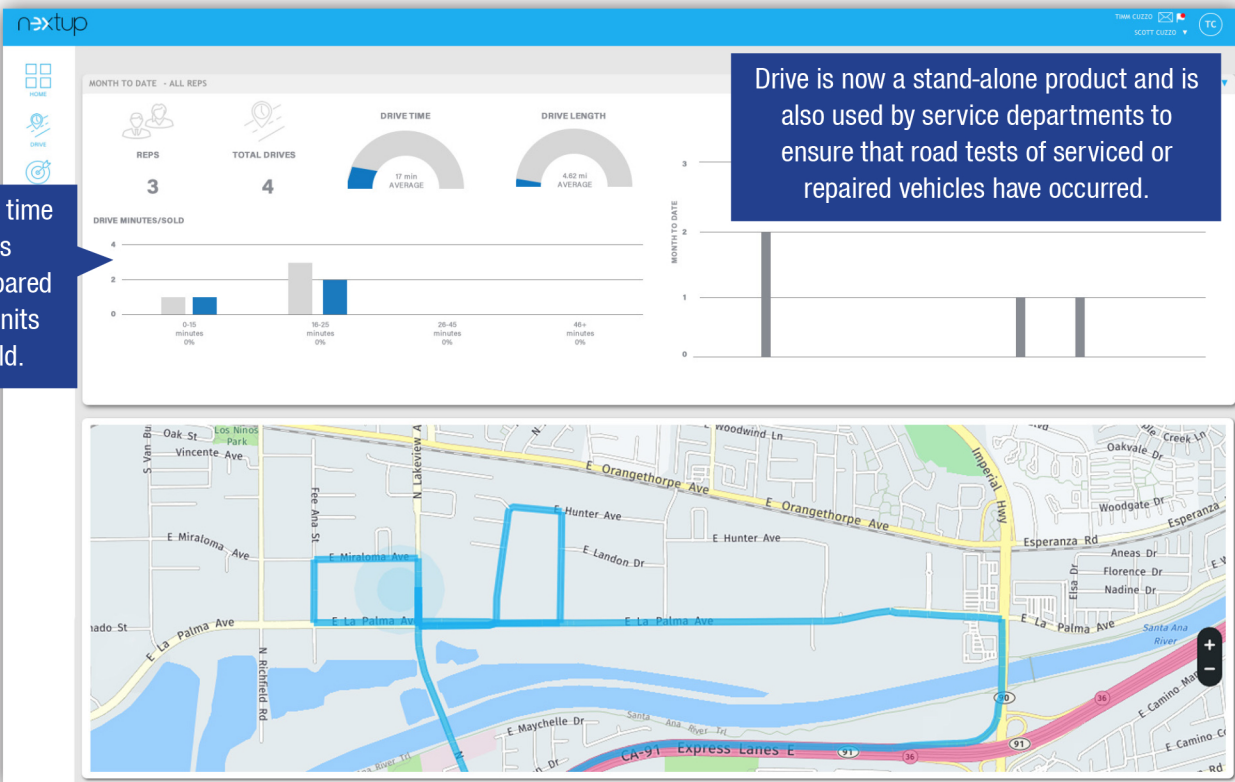 nextup
TIMM CUZZO
SCOTT CUZZO
TC
HOME
DRIVE
MONTH TO DATE - ALL REPS
REPS
3
TOTAL DRIVES
4
DRIVE TIME
17 min
AVERAGE
DRIVE LENGTH
4.62 mi
AVERAGE
Drive is now a stand-alone product and is
also used by service departments to
ensure that road tests of serviced or
repaired vehicles have occurred.
time
DRIVE MINUTES/SOLD
4
2
0
0-15
minutes
0%
16-25
minutes
0%
26-45
minutes
0%
46+
minutes
0%
MONTH TO DATE
3
2
1
0
Oak St
Los Ninos
Park
Vincente Ave
Fee Ana St
E Miraloma Ave
E Miraloma Ave
E La Palma Ave
N Richfield Rd
Woodwind Ln
E Orangethorpe Ave
E Orangethorpe Ave
E Hunter Ave
E Hunter Ave
E Landon Dr
E La Palma Ave
E La Palma Ave
Imperial Hwy
Creek Ln
Oakvale Dr
Woodgate Dr
Esperanza
Esperanza Rd
Aneas Dr
Florence Dr
Elsa Dr
Nadine Dr
E La Palma Ave
Santa Ana
River
E Maychelle Dr
Santa Ana River Trl
CA-91 Express Lanes E
91
36
90
91
36
E Camino
+
−